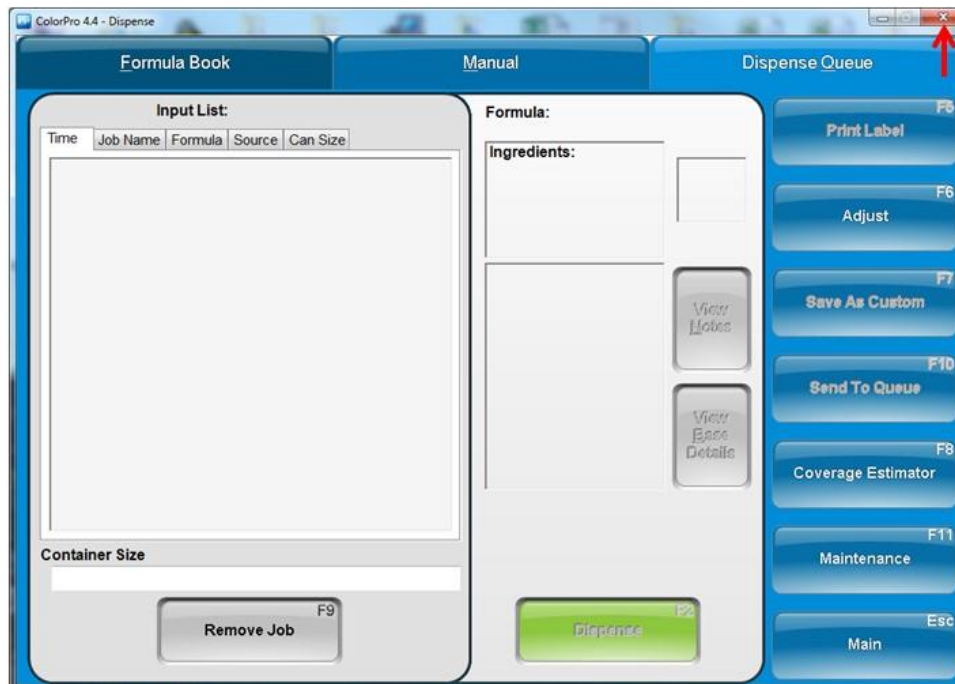 ColorPro 4.4 - Dispense
Formula Book
Manual
Dispense Queue
Input List:
Time
Job Name
Formula
Source
Can Size
Container Size
F9
Remove Job
Formula:
Ingredients:
View
Notes
View
Base
Details
F2
Dispense
F5
Print Label
F6
Adjust
F7
Save As Custom
F10
Send To Queue
F8
Coverage Estimator
F11
Maintenance
Esc
Main